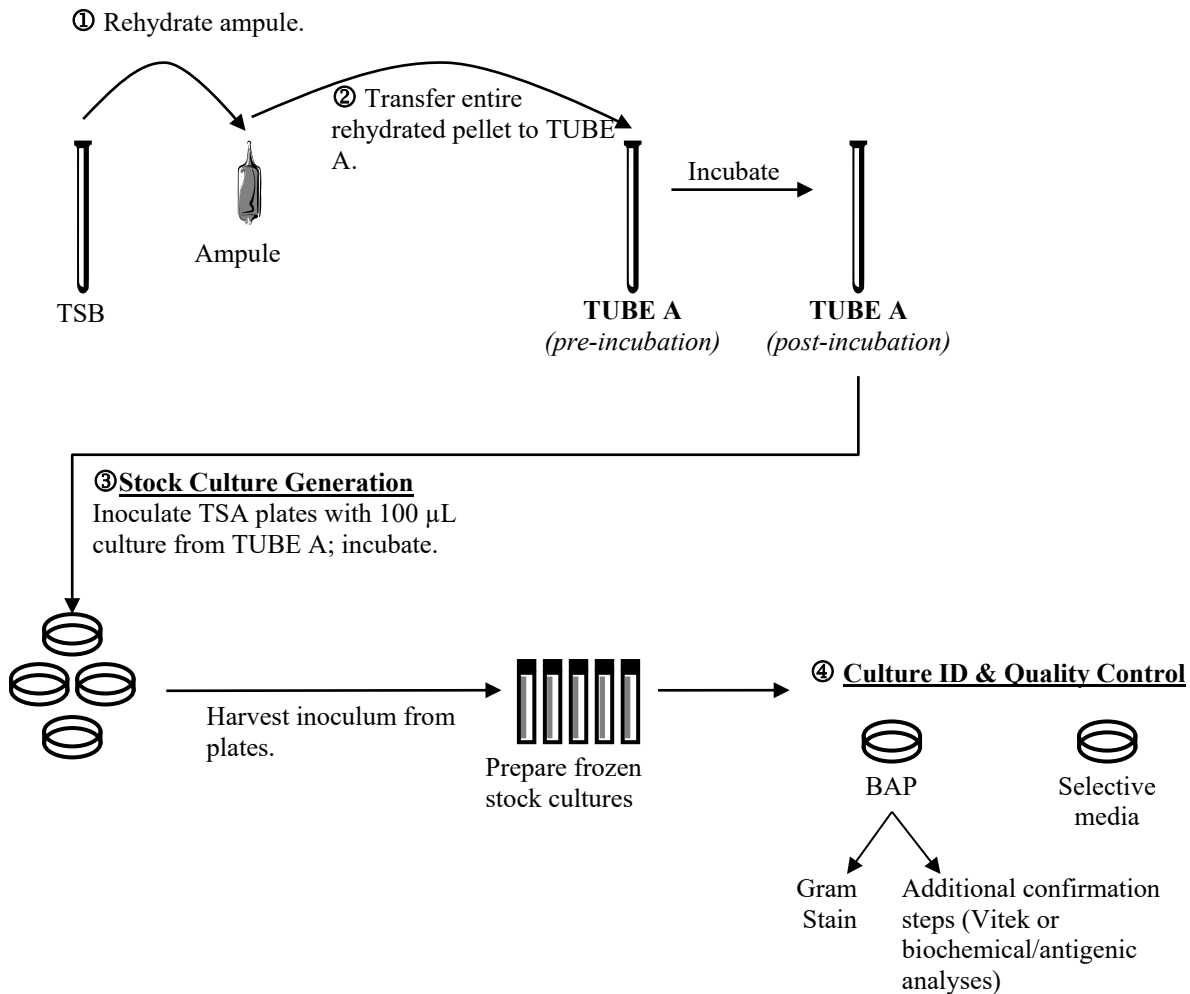 ① Rehydrate ampule.
② Transfer entire
rehydrated pellet to TUBE
A.
Incubate
Ampule
TSB
TUBE A
(pre-incubation)
TUBE A
(post-incubation)
③Stock Culture Generation
Inoculate TSA plates with 100 µL
culture from TUBE A; incubate.
Harvest inoculum from
plates.
Prepare frozen
stock cultures
④ Culture ID & Quality Control
BAP
Selective
media
Gram
Stain
Additional confirmation
steps (Vitek or
biochemical/antigenic
analyses)